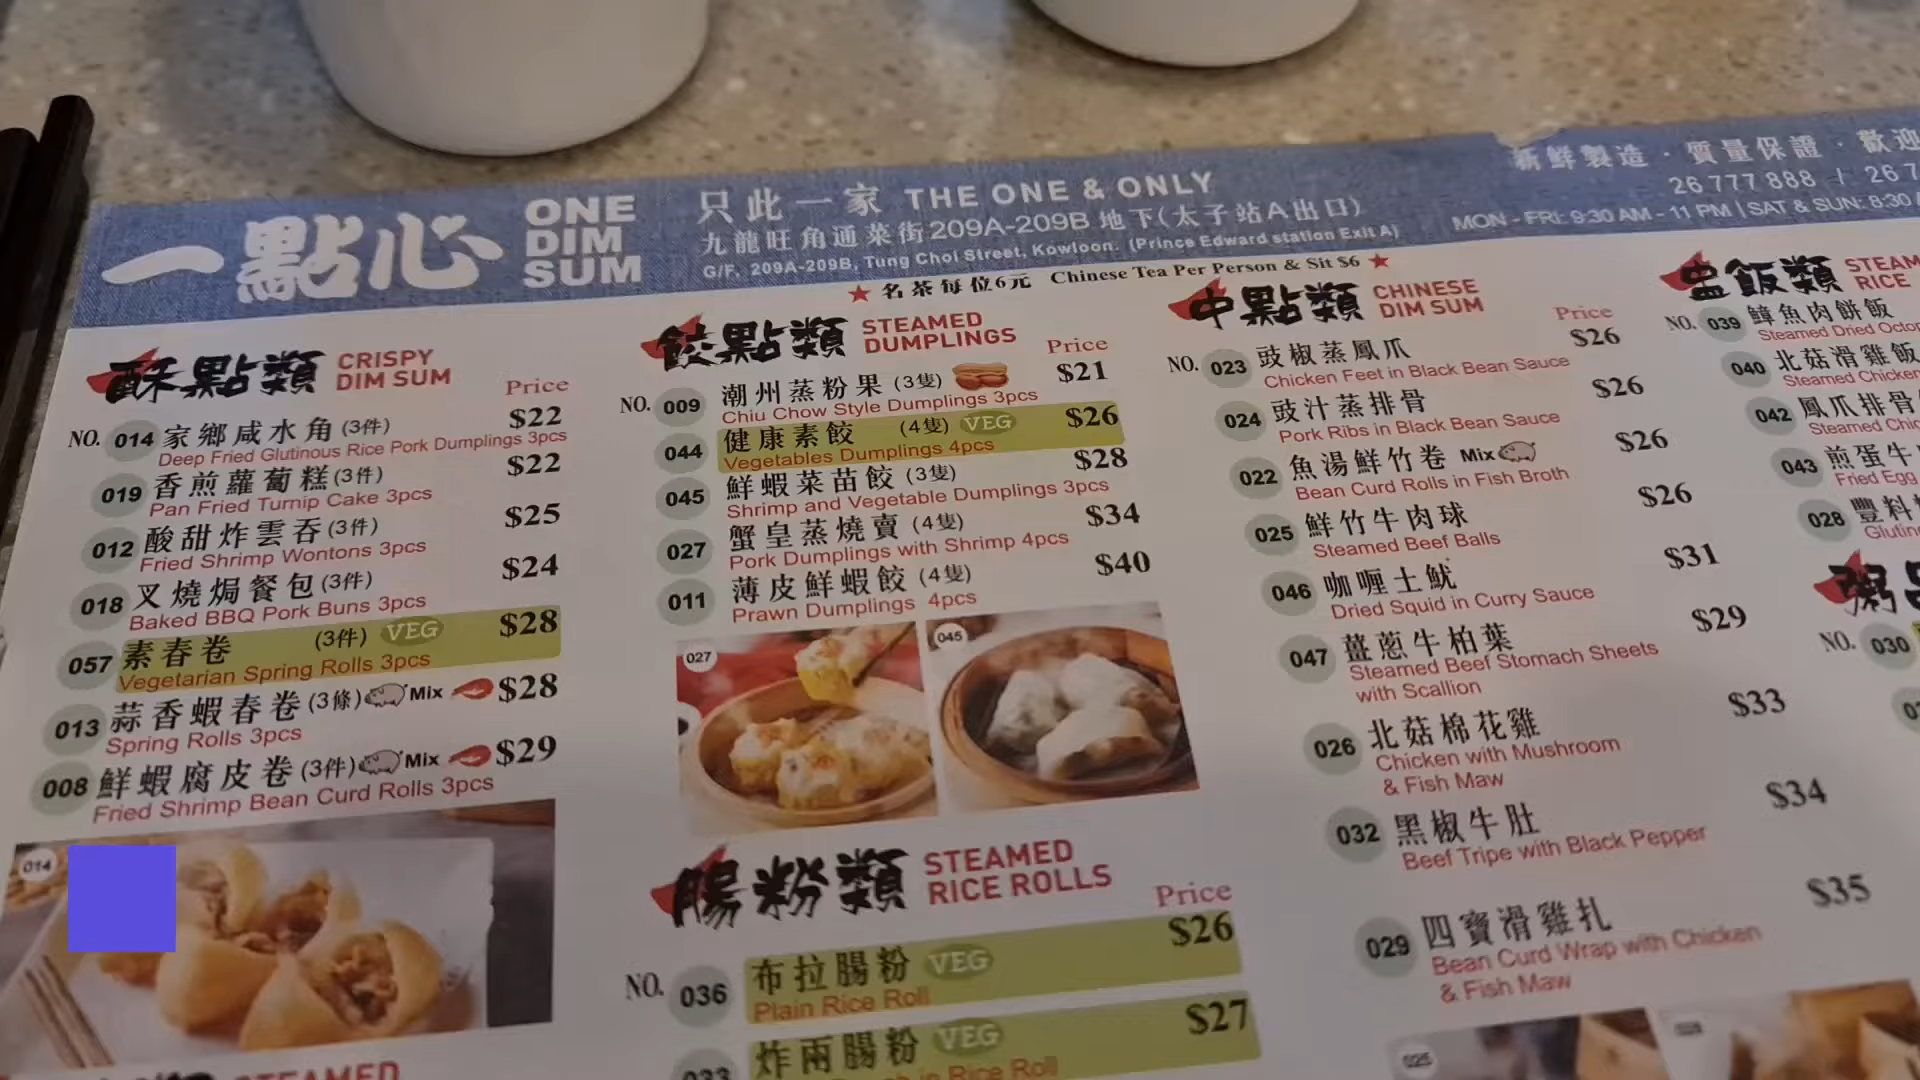 一點心
ONE
DIM
SUM
只此一家 THE ONE & ONLY
九龍旺角通菜街209A-209B 地下(太子站A出口)
G/F, 209A-209B, Tung Choi Street, Kowloon. (Prince Edward station Exit A)
新鮮製造 · 質量保證 · 歡迎
26 777 888 / 26 7
MON - FRI: 9:30 AM - 11 PM | SAT & SUN: 8:30
★ 名茶每位6元 Chinese Tea Per Person & Sit $6 ★
酥點類 CRISPY
DIM SUM
Price
NO. 014 家鄉咸水角(3件) $22
Deep Fried Glutinous Rice Pork Dumplings 3pcs
019 香煎蘿蔔糕(3件) $22
Pan Fried Turnip Cake 3pcs
012 酸甜炸雲吞(3件) $25
Fried Shrimp Wontons 3pcs
018 叉燒焗餐包(3件) $24
Baked BBQ Pork Buns 3pcs
057 素春卷 (3件) VEG $28
Vegetarian Spring Rolls 3pcs
013 蒜香蝦春卷(3條) Mix $28
Spring Rolls 3pcs
008 鮮蝦腐皮卷(3件) Mix $29
Fried Shrimp Bean Curd Rolls 3pcs
014
STEAMED
餃點類 STEAMED
DUMPLINGS
Price
NO. 009 潮州蒸粉果(3隻) $21
Chiu Chow Style Dumplings 3pcs
044 健康素餃 (4隻) VEG $26
Vegetables Dumplings 4pcs
045 鮮蝦菜苗餃(3隻) $28
Shrimp and Vegetable Dumplings 3pcs
027 蟹皇蒸燒賣(4隻) $34
Pork Dumplings with Shrimp 4pcs
011 薄皮鮮蝦餃(4隻) $40
Prawn Dumplings 4pcs
027
045
腸粉類 STEAMED
RICE ROLLS
Price
NO. 036 布拉腸粉 VEG $26
Plain Rice Roll
033 炸兩腸粉 VEG $27
in Rice Roll
中點類 CHINESE
DIM SUM
Price
NO. 023 豉椒蒸鳳爪 $26
Chicken Feet in Black Bean Sauce
024 豉汁蒸排骨 $26
Pork Ribs in Black Bean Sauce
022 魚湯鮮竹卷 Mix $26
Bean Curd Rolls in Fish Broth
025 鮮竹牛肉球 $26
Steamed Beef Balls
046 咖喱土魷 $31
Dried Squid in Curry Sauce
047 薑蔥牛柏葉 $29
Steamed Beef Stomach Sheets
with Scallion
026 北菇棉花雞 $33
Chicken with Mushroom
& Fish Maw
032 黑椒牛肚 $34
Beef Tripe with Black Pepper
029 四寶滑雞扎 $35
Bean Curd Wrap with Chicken
& Fish Maw
025
盅飯類 STEAM
RICE
NO. 039 鱆魚肉餅飯
Steamed Dried Octop
040 北菇滑雞飯
Steamed Chicken
042 鳳爪排骨
Steamed Chic
043 煎蛋牛
Fried Egg
028 豐料
Glutin
粥品
NO. 030